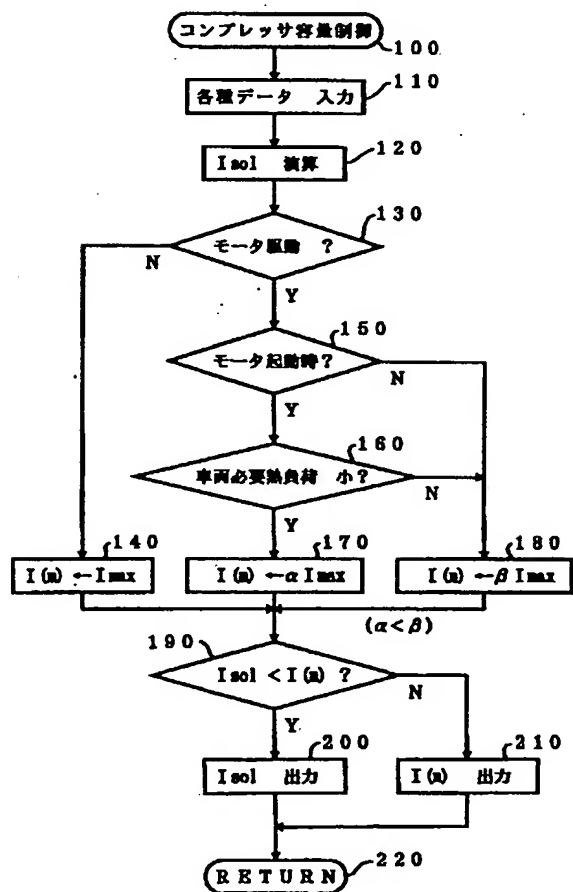 コンプレッサ容量制御
100
各種データ 入力
110
Isol 演算
120
130
モータ駆動 ?
N
Y
150
モータ起動時?
N
Y
160
車両必要熱負荷 小?
N
Y
140
170
180
I(m) ←Imax
I(m) ←αImax
I(m) ←βImax
(α<β)
190
Isol < I(m) ?
N
Y
200
210
Isol 出力
I(m) 出力
RETURN
220